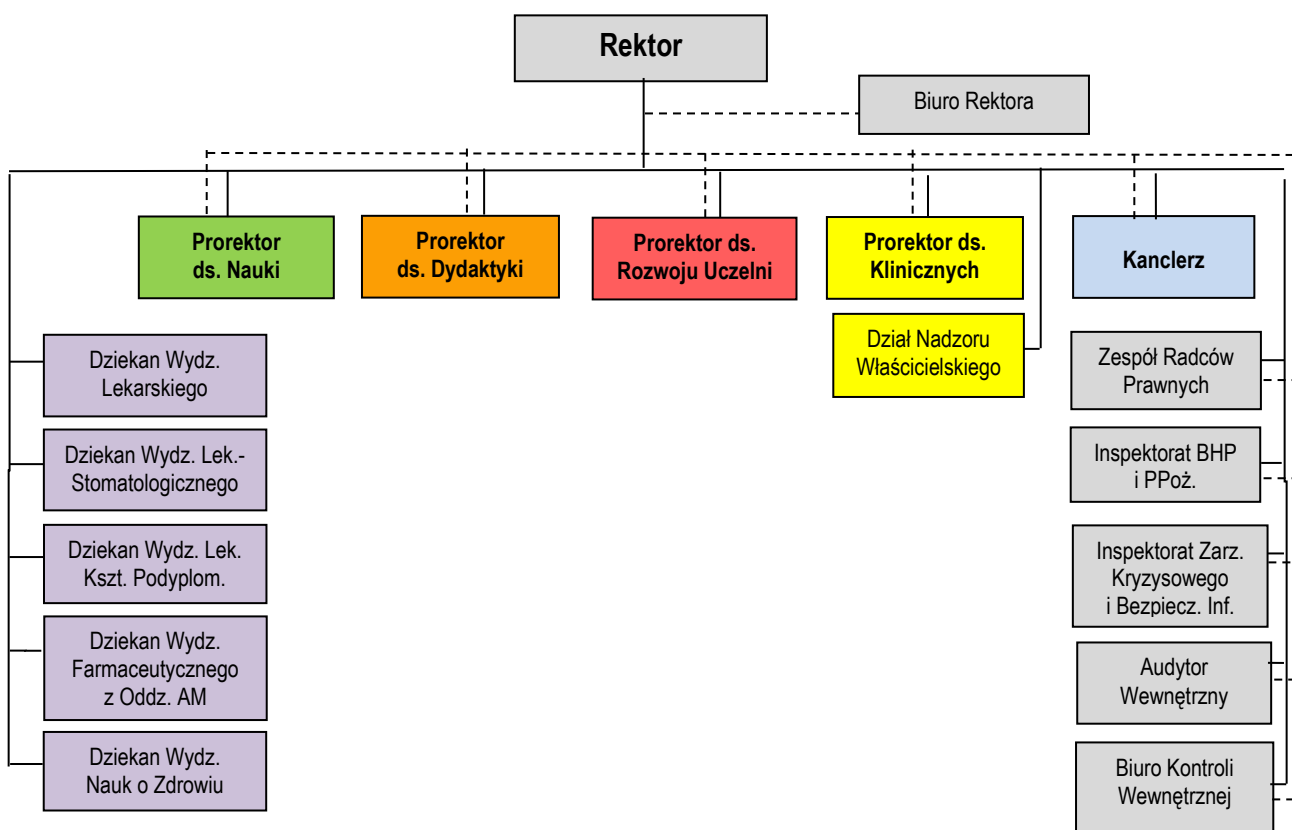 Rektor
Biuro Rektora
Prorektor
ds. Nauki
Prorektor
ds. Dydaktyki
Prorektor ds.
Rozwoju Uczelni
Prorektor ds.
Klinicznych
Kanclerz
Dział Nadzoru
Właścicielskiego
Dziekan Wydz.
Lekarskiego
Dziekan Wydz. Lek.-
Stomatologicznego
Dziekan Wydz. Lek.
Kszt. Podyplom.
Dziekan Wydz.
Farmaceutycznego
z Oddz. AM
Dziekan Wydz.
Nauk o Zdrowiu
Zespół Radców
Prawnych
Inspektorat BHP
i PPoż.
Inspektorat Zarz.
Kryzysowego
i Bezpiecz. Inf.
Audytor
Wewnętrzny
Biuro Kontroli
Wewnętrznej